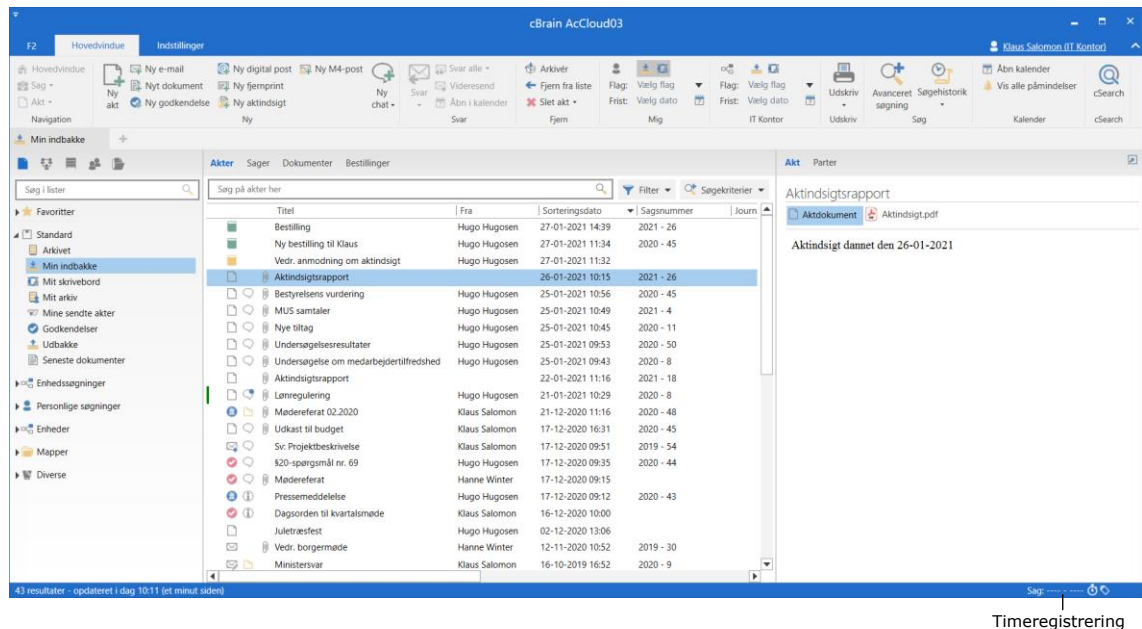 cBrain AcCloud03
F2 Hovedvindue Indstillinger Klaus Salomon (IT Kontor)
Hovedvindue
Sag
Akt
Navigation
Ny akt
Ny e-mail
Nyt dokument
Ny godkendelse
Ny digital post
Ny fjernprint
Ny aktindsigt
Ny M4-post
Ny chat
Ny
Svar
Svar alle
Videresend
Åbn i kalender
Svar
Arkivér
Fjern fra liste
Slet akt
Fjern
Flag: Vælg flag
Frist: Vælg dato
Mig
Flag: Vælg flag
Frist: Vælg dato
IT Kontor
Udskriv
Udskriv
Avanceret søgning
Søgehistorik
Søg
Åbn kalender
Vis alle påmindelser
Kalender
cSearch
cSearch
Min indbakke
Søg i lister
Favoritter
Standard
Arkivet
Min indbakke
Mit skrivebord
Mit arkiv
Mine sendte akter
Godkendelser
Udbakke
Seneste dokumenter
Enhedssøgninger
Personlige søgninger
Enheder
Mapper
Diverse
Akter Sager Dokumenter Bestillinger
Søg på akter her Filter Søgekriterier
Titel Fra Sorteringsdato Sagsnummer Journ
Bestilling Hugo Hugosen 27-01-2021 14:39 2021 - 26
Ny bestilling til Klaus Hugo Hugosen 27-01-2021 11:34 2020 - 45
Vedr. anmodning om aktindsigt Hugo Hugosen 27-01-2021 11:32
Aktindsigtsrapport 26-01-2021 10:15 2021 - 26
Bestyrelsens vurdering Hugo Hugosen 25-01-2021 10:56 2020 - 45
MUS samtaler Hugo Hugosen 25-01-2021 10:49 2021 - 4
Nye tiltag Hugo Hugosen 25-01-2021 10:45 2020 - 11
Undersøgelsesresultater Hugo Hugosen 25-01-2021 09:53 2020 - 50
Undersøgelse om medarbejdertilfredshed Hugo Hugosen 25-01-2021 09:43 2020 - 8
Aktindsigtsrapport 22-01-2021 11:16 2021 - 18
Lønregulering Hugo Hugosen 21-01-2021 10:29 2020 - 8
Mødereferat 02.2020 Klaus Salomon 21-12-2020 11:16 2020 - 48
Udkast til budget Klaus Salomon 17-12-2020 16:31 2020 - 45
Sv: Projektbeskrivelse Klaus Salomon 17-12-2020 09:51 2019 - 54
§20-spørgsmål nr. 69 Hugo Hugosen 17-12-2020 09:35 2020 - 44
Mødereferat Hanne Winter 17-12-2020 09:15
Pressemeddelelse Hugo Hugosen 17-12-2020 09:12 2020 - 43
Dagsorden til kvartalsmøde Klaus Salomon 16-12-2020 10:00
Juletræsfest Hugo Hugosen 02-12-2020 13:06
Vedr. borgermøde Hanne Winter 12-11-2020 10:52 2019 - 30
Ministersvar Klaus Salomon 16-10-2019 16:52 2020 - 9
Akt Parter
Aktindsigtsrapport
Aktdokument Aktindsigt.pdf
Aktindsigt dannet den 26-01-2021
43 resultater - opdateret i dag 10:11 (et minut siden) Sag: ---- - ----
Timeregistrering